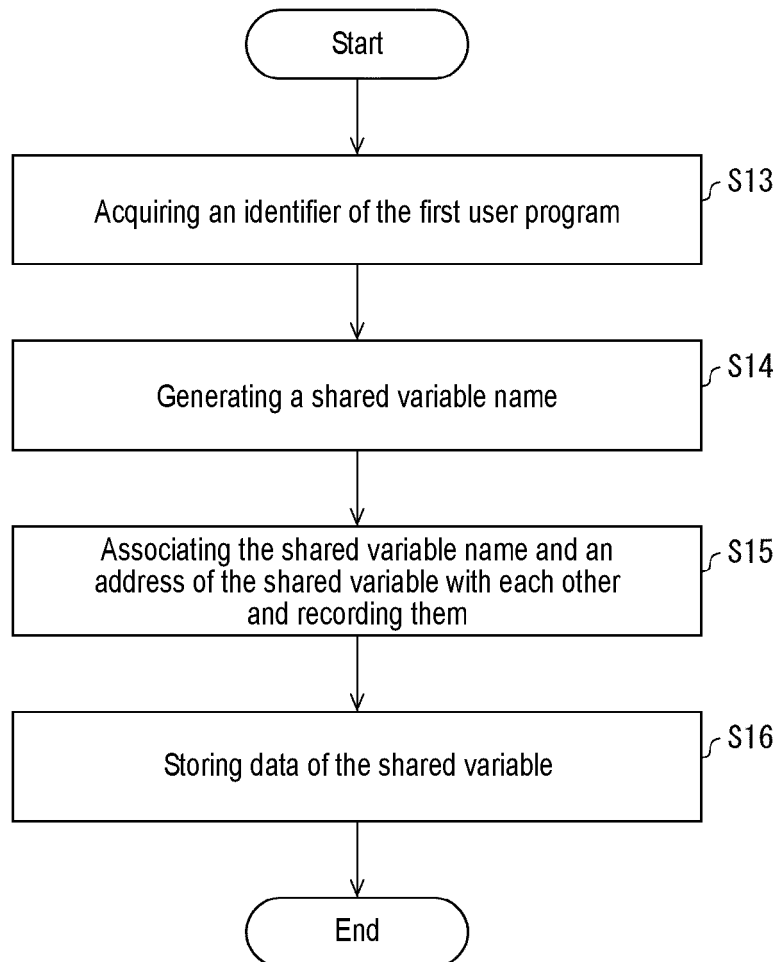 Start
S13
Acquiring an identifier of the first user program
S14
Generating a shared variable name
S15
Associating the shared variable name and an
address of the shared variable with each other
and recording them
S16
Storing data of the shared variable
End